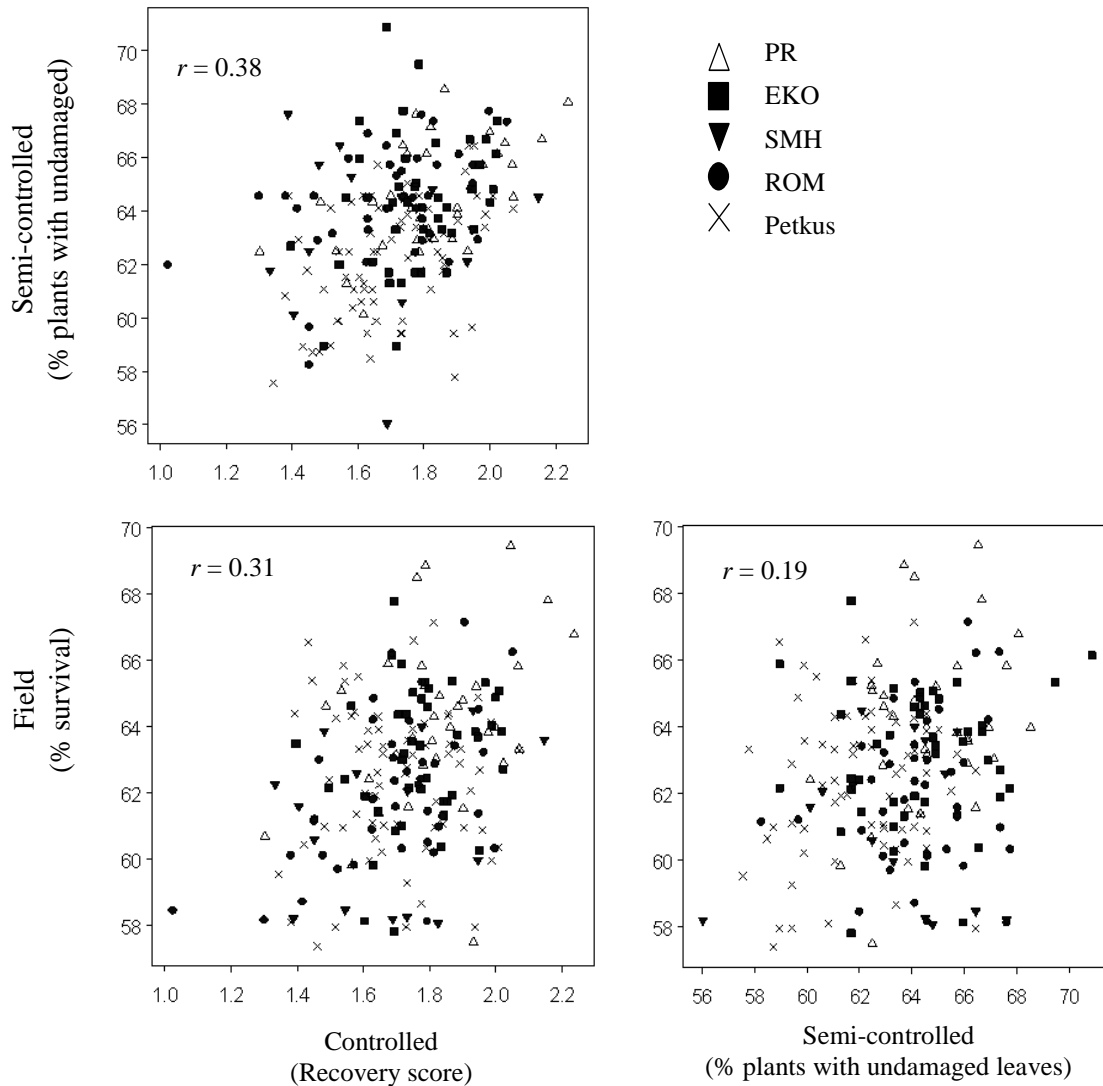 Semi-controlled
(% plants with undamaged)
70
68
66
64
62
60
58
56
r = 0.38
1.0 1.2 1.4 1.6 1.8 2.0 2.2
PR
EKO
SMH
ROM
Petkus
Field
(% survival)
70
68
66
64
62
60
58
r = 0.31
1.0 1.2 1.4 1.6 1.8 2.0 2.2
Controlled
(Recovery score)
70
68
66
64
62
60
58
r = 0.19
56 58 60 62 64 66 68 70
Semi-controlled
(% plants with undamaged leaves)